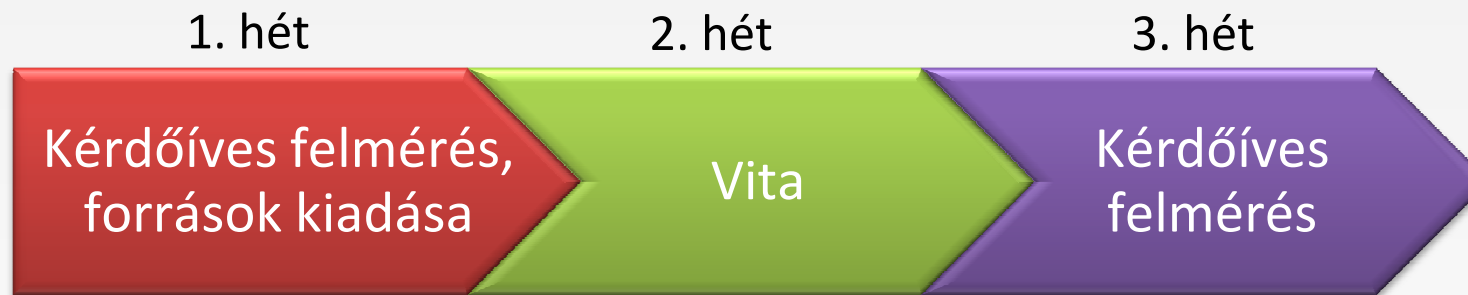 1. hét
2. hét
3. hét
Kérdőíves felmérés,
források kiadása
Vita
Kérdőíves
felmérés